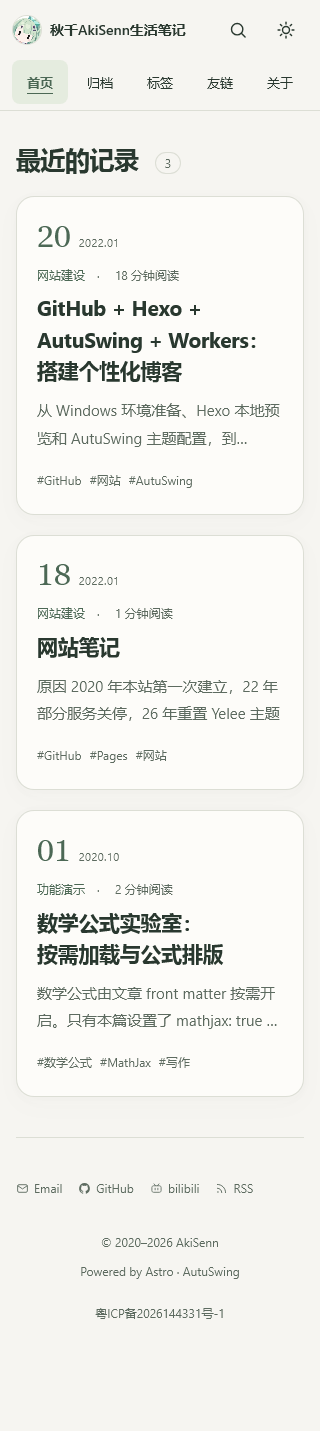 秋千AkiSenn生活笔记
首页 归档 标签 友链 关于
最近的记录 3
20 2022.01
网站建设 · 18 分钟阅读
GitHub + Hexo +
AutoSwing + Workers：
搭建个性化博客
从 Windows 环境准备、Hexo 本地预
览和 AutuSwing 主题配置，到...
#GitHub #网站 #AutuSwing
18 2022.01
网站建设 · 1 分钟阅读
网站笔记
原因 2020 年本站第一次建立，22 年
部分服务关停，26 年重置 Yelee 主题
#GitHub #Pages #网站
01 2020.10
功能演示 · 2 分钟阅读
数学公式实验室：
按需加载与公式排版
数学公式由文章 front matter 按需开
启。只有本篇设置了 mathjax: true ...
#数学公式 #MathJax #写作
Email GitHub bilibili RSS
© 2020–2026 AkiSenn
Powered by Astro · AutuSwing
粤ICP备2026144331号-1